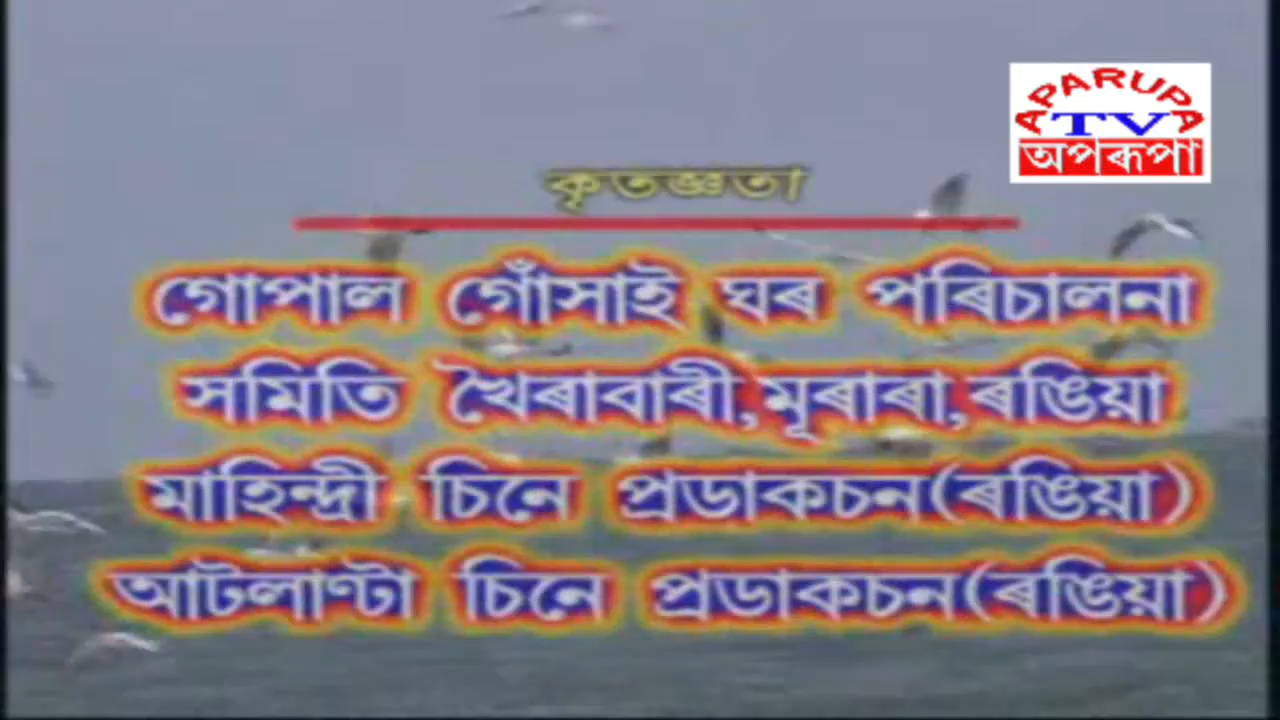 APARUPA
TV
অপৰূপা
কৃতজ্ঞতা
গোপাল গোঁসাই ঘৰ পৰিচালনা
সমিতি খৈৰাবাৰী,মূৰাৰা,ৰঙিয়া
মাহিন্দ্ৰী চিনে প্ৰডাকচন(ৰঙিয়া)
আটলাণ্টা চিনে প্ৰডাকচন(ৰঙিয়া)